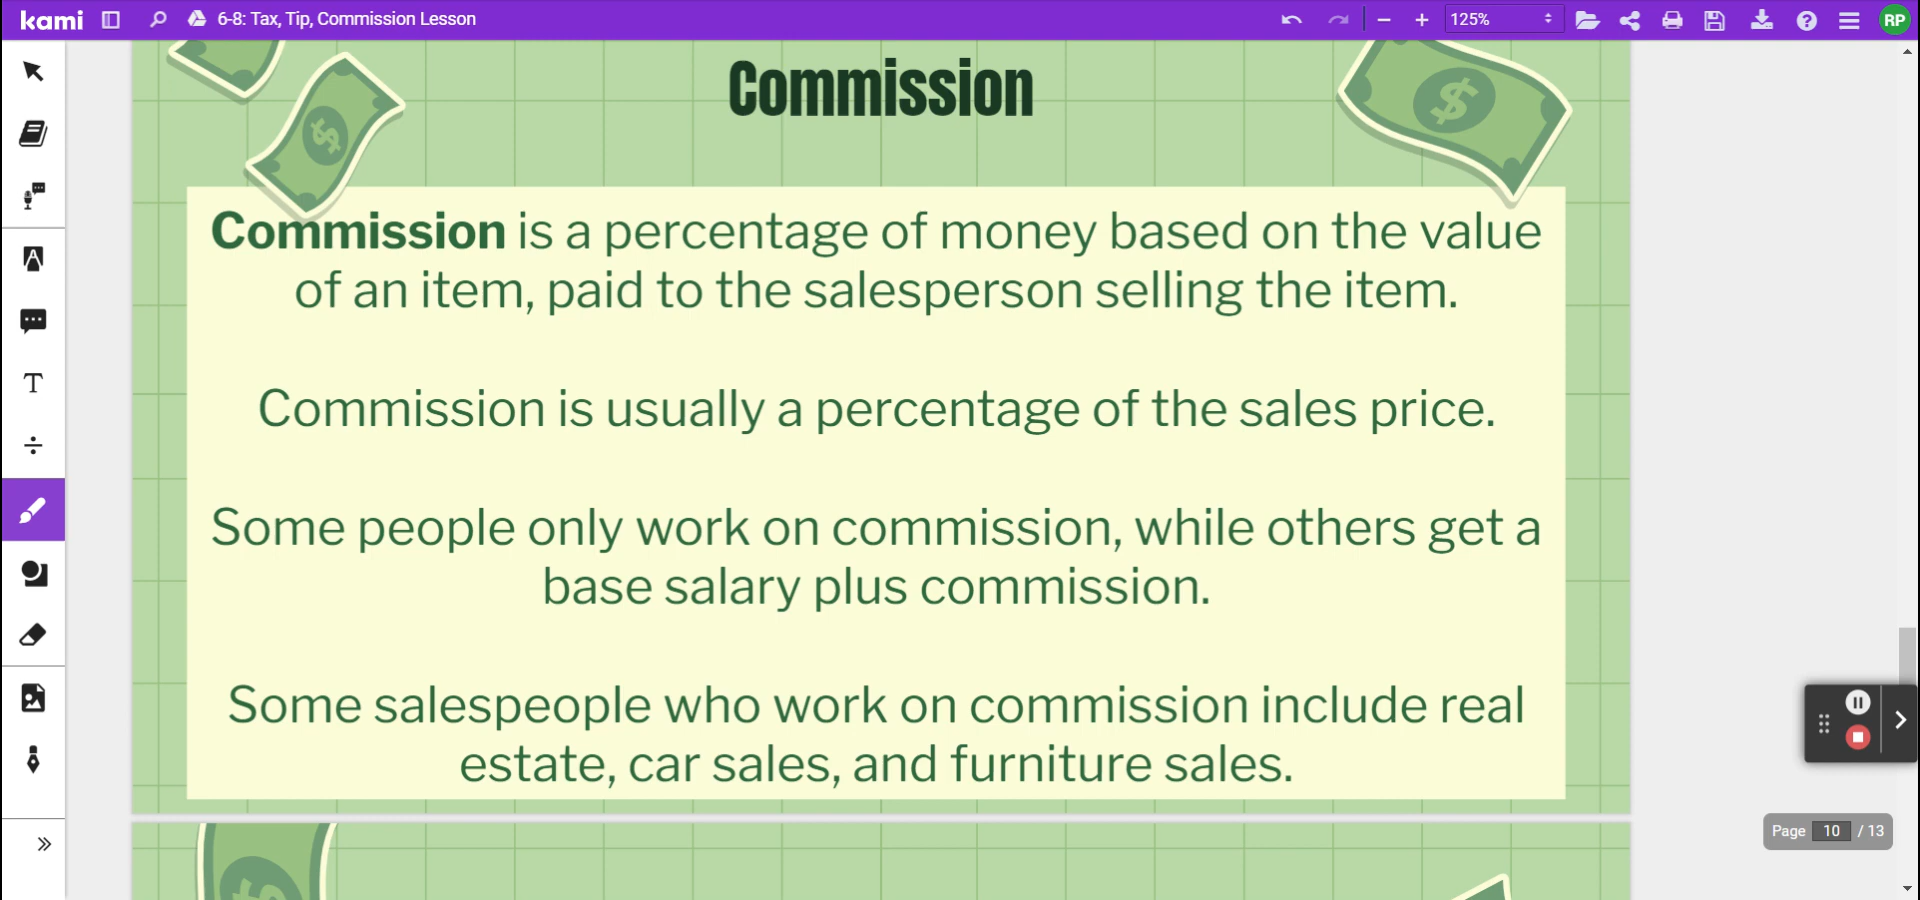 kami 6-8: Tax, Tip, Commission Lesson 125% RP
Commission
Commission is a percentage of money based on the value
of an item, paid to the salesperson selling the item.
Commission is usually a percentage of the sales price.
Some people only work on commission, while others get a
base salary plus commission.
Some salespeople who work on commission include real
estate, car sales, and furniture sales.
Page 10 / 13